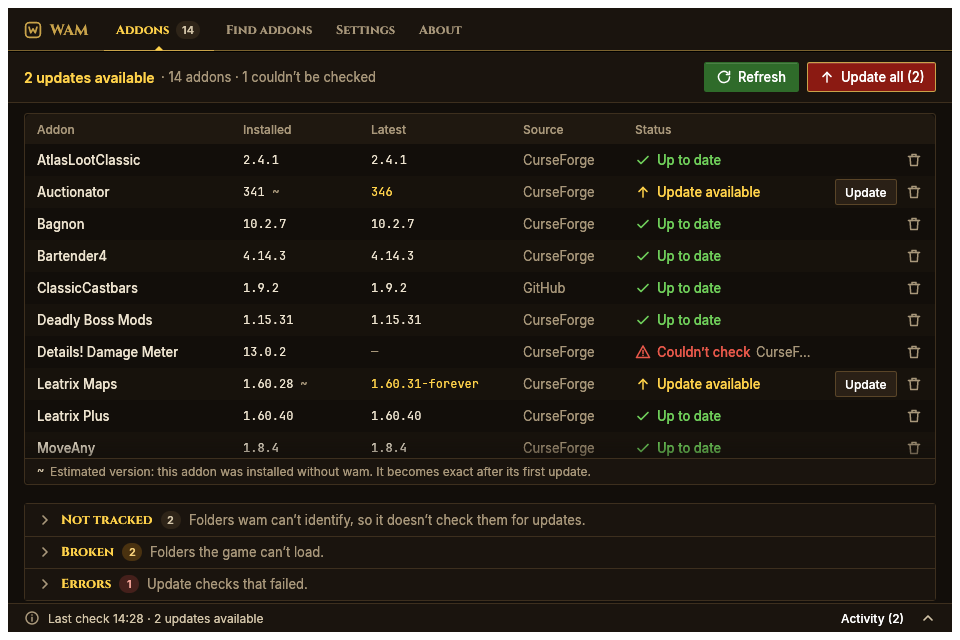 WAM ADDONS 14 FIND ADDONS SETTINGS ABOUT
2 updates available · 14 addons · 1 couldn't be checked Refresh Update all (2)
Addon Installed Latest Source Status
AtlasLootClassic 2.4.1 2.4.1 CurseForge Up to date
Auctionator 341 ~ 346 CurseForge Update available Update
Bagnon 10.2.7 10.2.7 CurseForge Up to date
Bartender4 4.14.3 4.14.3 CurseForge Up to date
ClassicCastbars 1.9.2 1.9.2 GitHub Up to date
Deadly Boss Mods 1.15.31 1.15.31 CurseForge Up to date
Details! Damage Meter 13.0.2 — CurseForge Couldn't check CurseF...
Leatrix Maps 1.60.28 ~ 1.60.31-forever CurseForge Update available Update
Leatrix Plus 1.60.40 1.60.40 CurseForge Up to date
MoveAny 1.8.4 1.8.4 CurseForge Up to date
~ Estimated version: this addon was installed without wam. It becomes exact after its first update.
NOT TRACKED 2 Folders wam can't identify, so it doesn't check them for updates.
BROKEN 2 Folders the game can't load.
ERRORS 1 Update checks that failed.
Last check 14:28 · 2 updates available Activity (2)